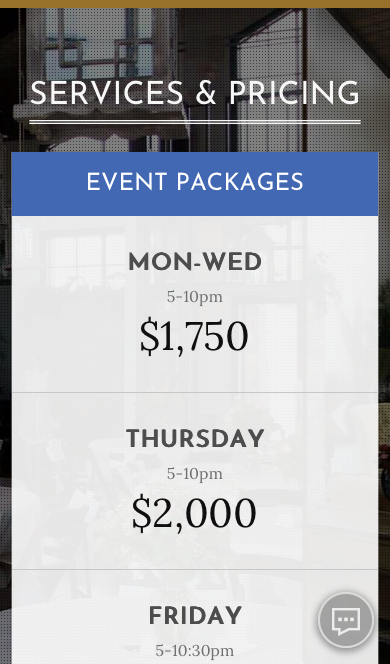 SERVICES & PRICING
EVENT PACKAGES
MON-WED
5-10pm
$1,750
THURSDAY
5-10pm
$2,000
FRIDAY
5-10:30pm